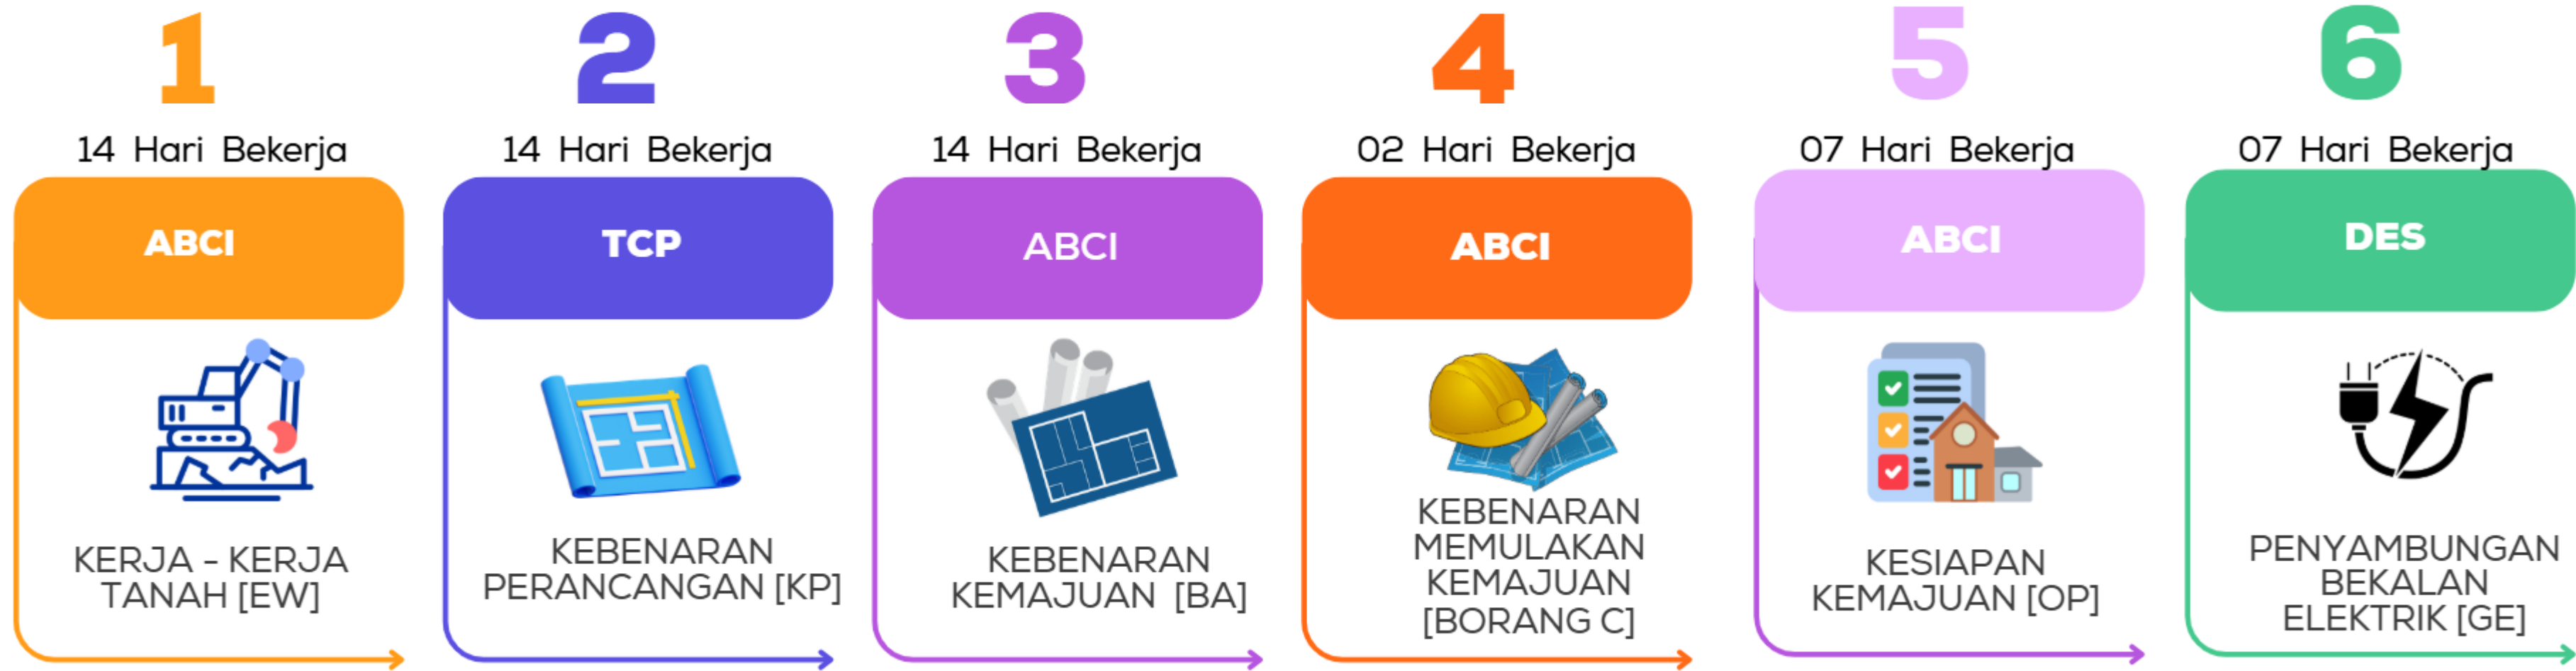 1
14 Hari Bekerja
ABCI
KERJA - KERJA
TANAH [EW]
2
14 Hari Bekerja
TCP
KEBENARAN
PERANCANGAN [KP]
3
14 Hari Bekerja
ABCI
KEBENARAN
KEMAJUAN [BA]
4
02 Hari Bekerja
ABCI
KEBENARAN
MEMULAKAN
KEMAJUAN
[BORANG C]
5
07 Hari Bekerja
ABCI
KESIAPAN
KEMAJUAN [OP]
6
07 Hari Bekerja
DES
PENYAMBUNGAN
BEKALAN
ELEKTRIK [GE]